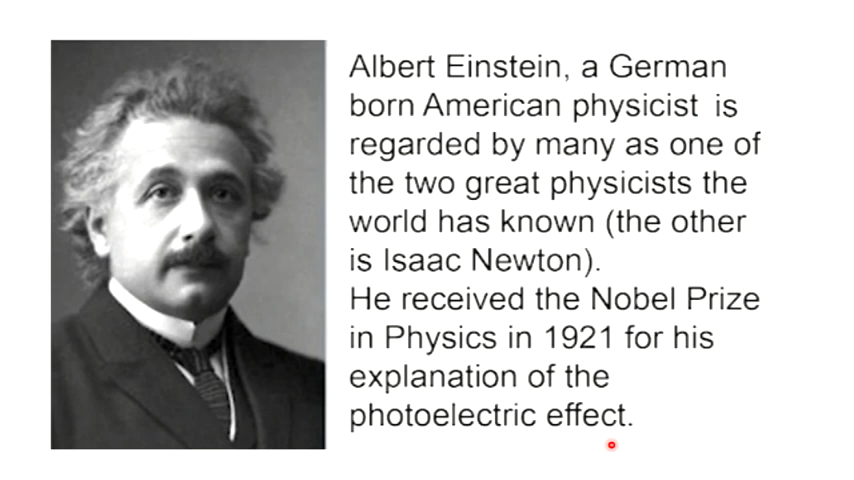 Albert Einstein, a German
born American physicist is
regarded by many as one of
the two great physicists the
world has known (the other
is Isaac Newton).
He received the Nobel Prize
in Physics in 1921 for his
explanation of the
photoelectric effect.